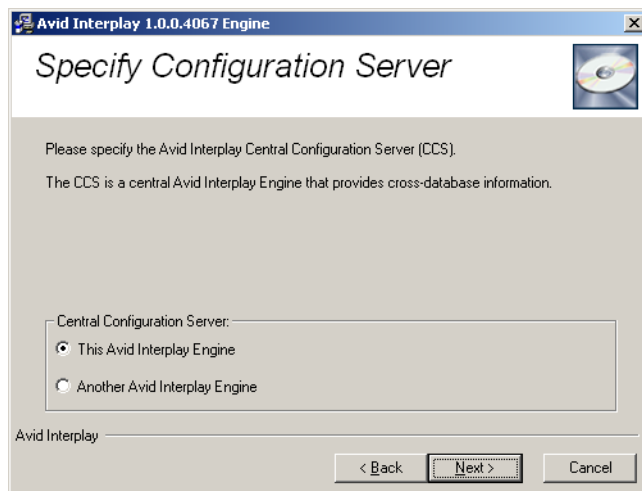 Avid Interplay 1.0.0.4067 Engine
Specify Configuration Server
Please specify the Avid Interplay Central Configuration Server (CCS).
The CCS is a central Avid Interplay Engine that provides cross-database information.
Central Configuration Server:
This Avid Interplay Engine
Another Avid Interplay Engine
Avid Interplay
< Back Next > Cancel